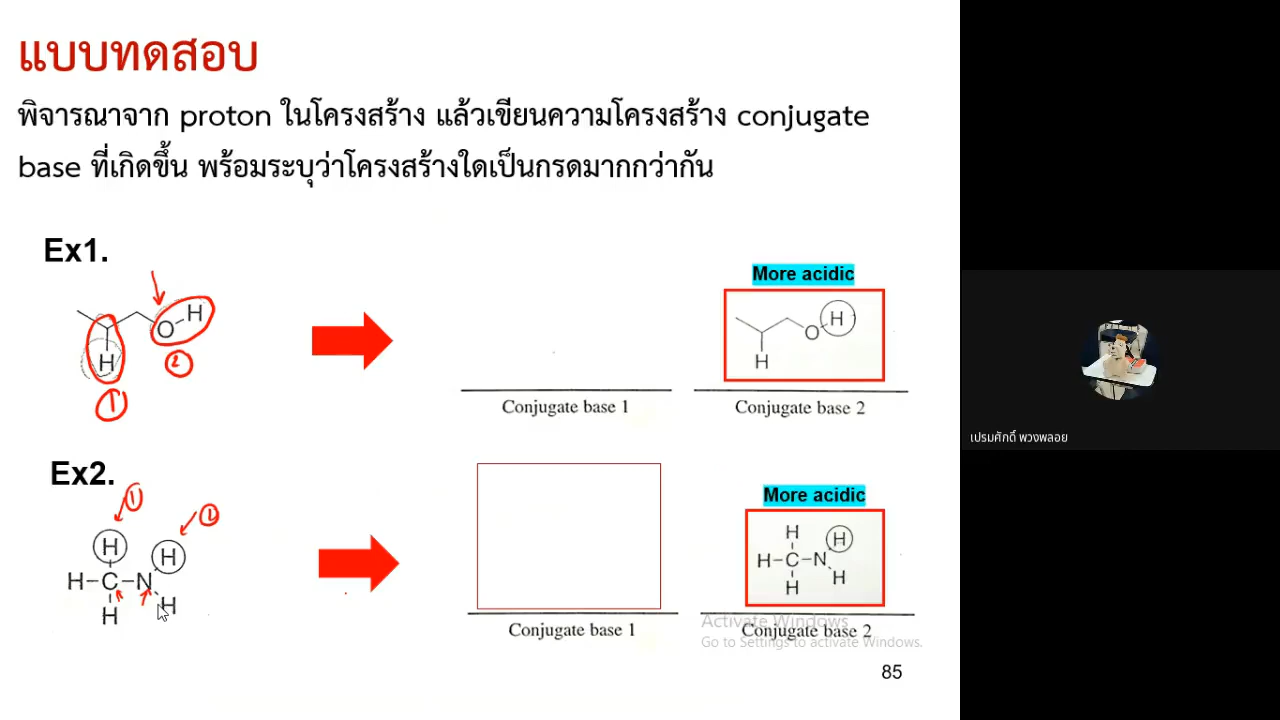 แบบทดสอบ
พิจารณาจาก proton ในโครงสร้าง แล้วเขียนความโครงสร้าง conjugate
base ที่เกิดขึ้น พร้อมระบุว่าโครงสร้างใดเป็นกรดมากกว่ากัน
Ex1.
O H
H
2
1
More acidic
O H
H
Conjugate base 1
Conjugate base 2
Ex2.
1
2
H H
H-C-N
H H
More acidic
H H
H-C-N
H H
Conjugate base 1
Conjugate base 2
Activate Windows
Go to Settings to activate Windows.
85
เปรมศักดิ์ พวงพลอย